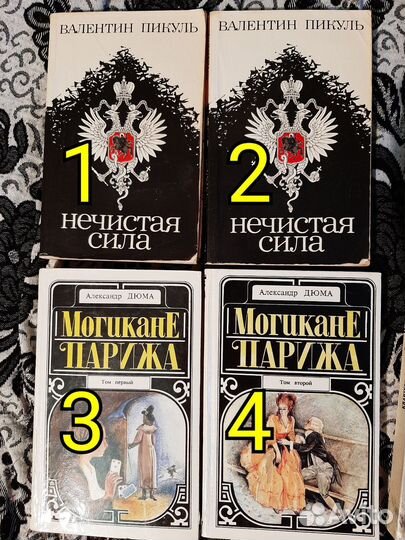 ВАЛЕНТИН ПИКУЛЬ
1
НЕЧИСТАЯ
СИЛА
ВАЛЕНТИН ПИКУЛЬ
2
НЕЧИСТАЯ
СИЛА
Александр ДЮМА
МОГИКАНЕ
ПАРИЖА
Том первый
3
Александр ДЮМА
МОГИКАНЕ
ПАРИЖА
Том второй
4
Avito